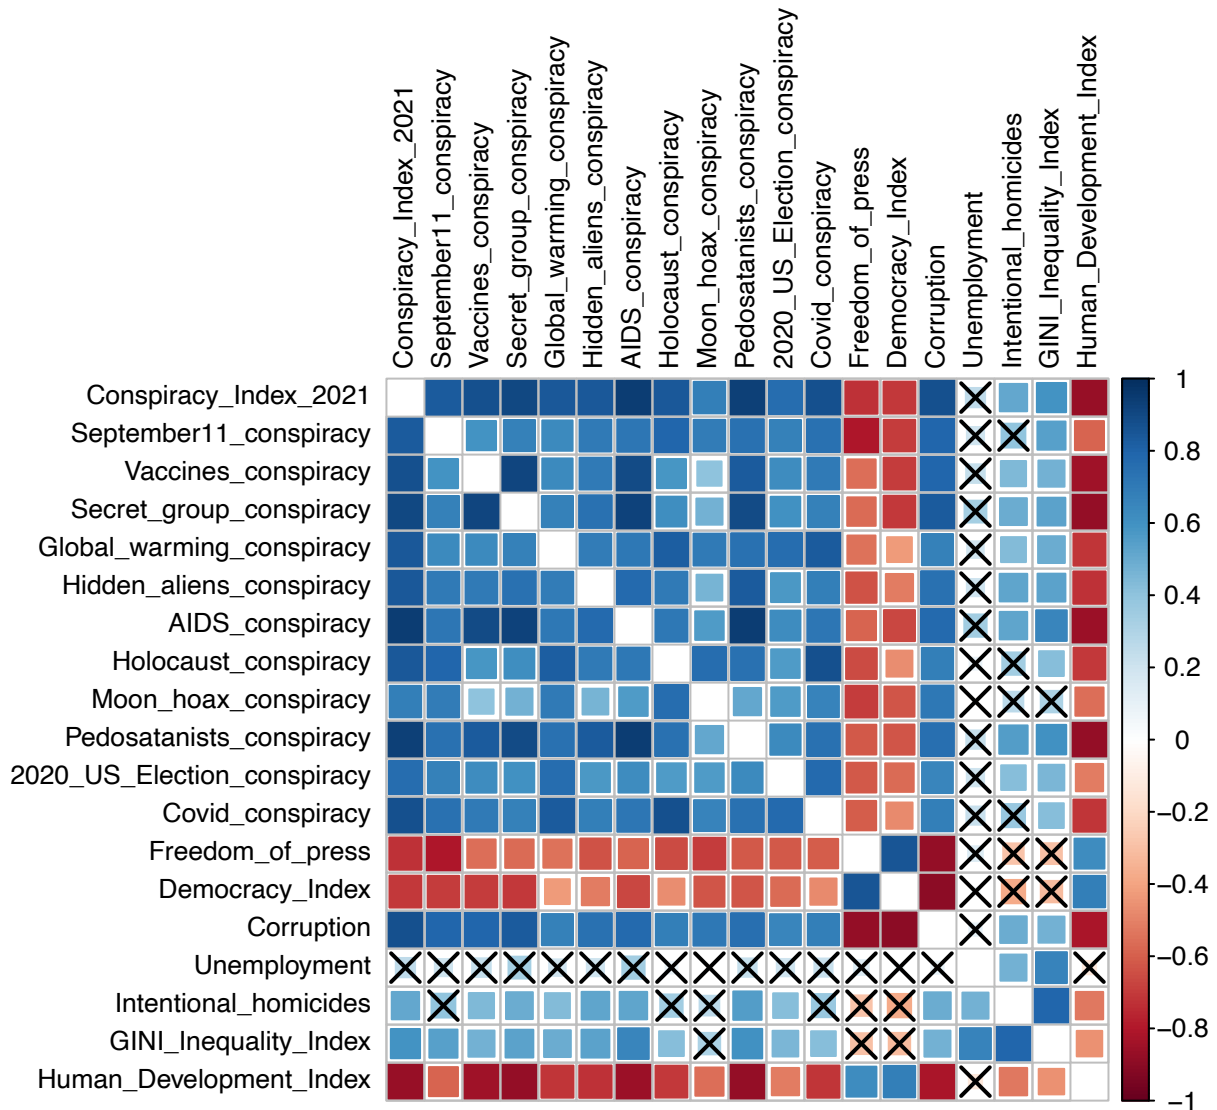 Conspiracy_Index_2021
September11_conspiracy
Vaccines_conspiracy
Secret_group_conspiracy
Global_warming_conspiracy
Hidden_aliens_conspiracy
AIDS_conspiracy
Holocaust_conspiracy
Moon_hoax_conspiracy
Pedosatanists_conspiracy
2020_US_Election_conspiracy
Covid_conspiracy
Freedom_of_press
Democracy_Index
Corruption
Unemployment
Intentional_homicides
GINI_Inequality_Index
Human_Development_Index
Conspiracy_Index_2021
September11_conspiracy
Vaccines_conspiracy
Secret_group_conspiracy
Global_warming_conspiracy
Hidden_aliens_conspiracy
AIDS_conspiracy
Holocaust_conspiracy
Moon_hoax_conspiracy
Pedosatanists_conspiracy
2020_US_Election_conspiracy
Covid_conspiracy
Freedom_of_press
Democracy_Index
Corruption
Unemployment
Intentional_homicides
GINI_Inequality_Index
Human_Development_Index
1
0.8
0.6
0.4
0.2
0
−0.2
−0.4
−0.6
−0.8
−1